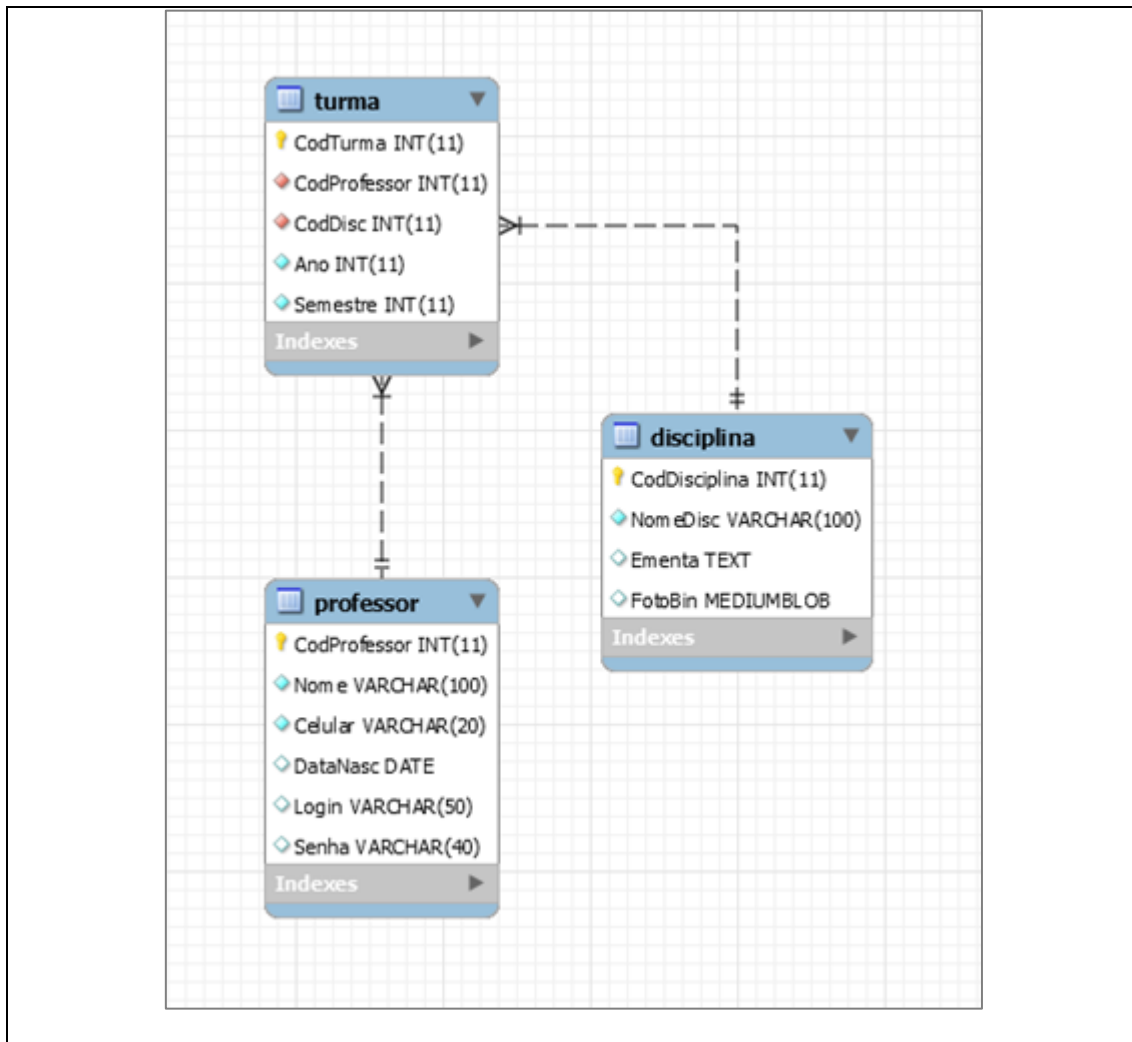 turma
CodTurma INT(11)
CodProfessor INT(11)
CodDisc INT(11)
Ano INT(11)
Semestre INT(11)
Indexes
disciplina
CodDisciplina INT(11)
NomeDisc VARCHAR(100)
Ementa TEXT
FotoBin MEDIUMBLOB
Indexes
professor
CodProfessor INT(11)
Nome VARCHAR(100)
Celular VARCHAR(20)
DataNasc DATE
Login VARCHAR(50)
Senha VARCHAR(40)
Indexes